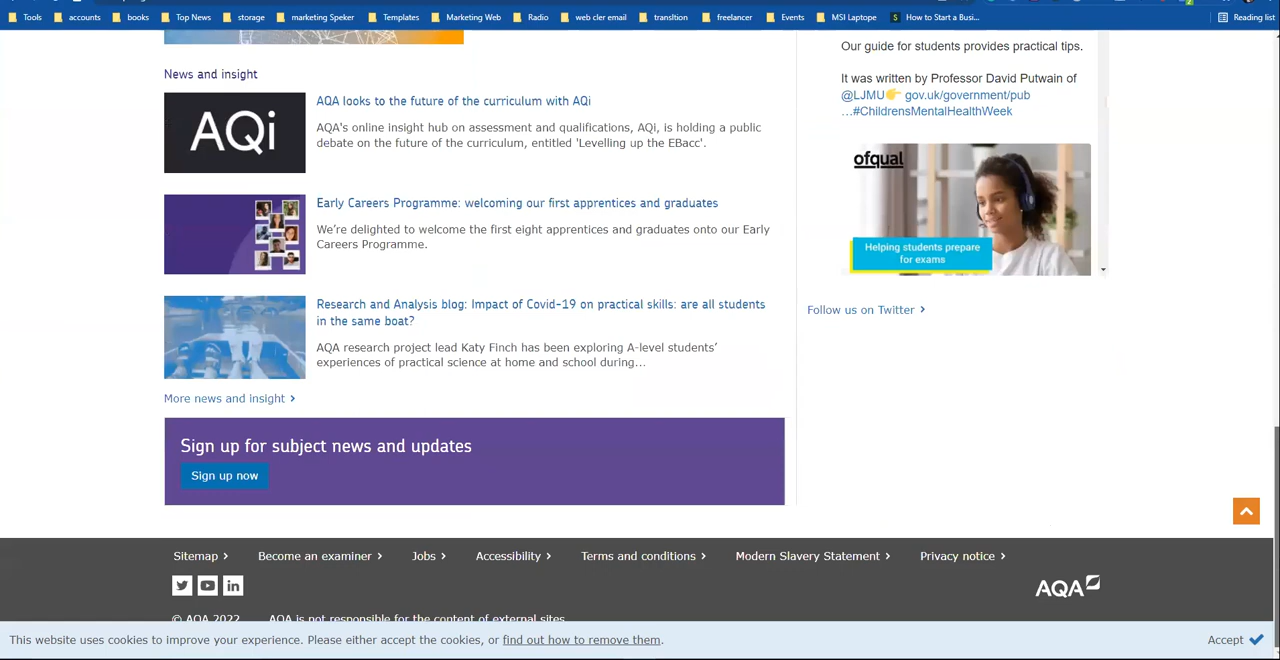 Tools accounts books Top News storage marketing Speker Templates Marketing Web Radio web cler email transltion freelancer Events MSI Laptope S How to Start a Busi... Reading list
News and insight
AQi
AQA looks to the future of the curriculum with AQi
AQA's online insight hub on assessment and qualifications, AQi, is holding a public
debate on the future of the curriculum, entitled 'Levelling up the EBacc'.
Early Careers Programme: welcoming our first apprentices and graduates
We're delighted to welcome the first eight apprentices and graduates onto our Early
Careers Programme.
Research and Analysis blog: Impact of Covid-19 on practical skills: are all students
in the same boat?
AQA research project lead Katy Finch has been exploring A-level students'
experiences of practical science at home and school during...
More news and insight
Sign up for subject news and updates
Sign up now
Our guide for students provides practical tips.
It was written by Professor David Putwain of
@LJMU👉 gov.uk/government/pub
…#ChildrensMentalHealthWeek
ofqual
Helping students prepare
for exams
Follow us on Twitter
Sitemap Become an examiner Jobs Accessibility Terms and conditions Modern Slavery Statement Privacy notice
in
AQA
© AQA 2022 AQA is not responsible for the content of external sites
This website uses cookies to improve your experience. Please either accept the cookies, or find out how to remove them. Accept